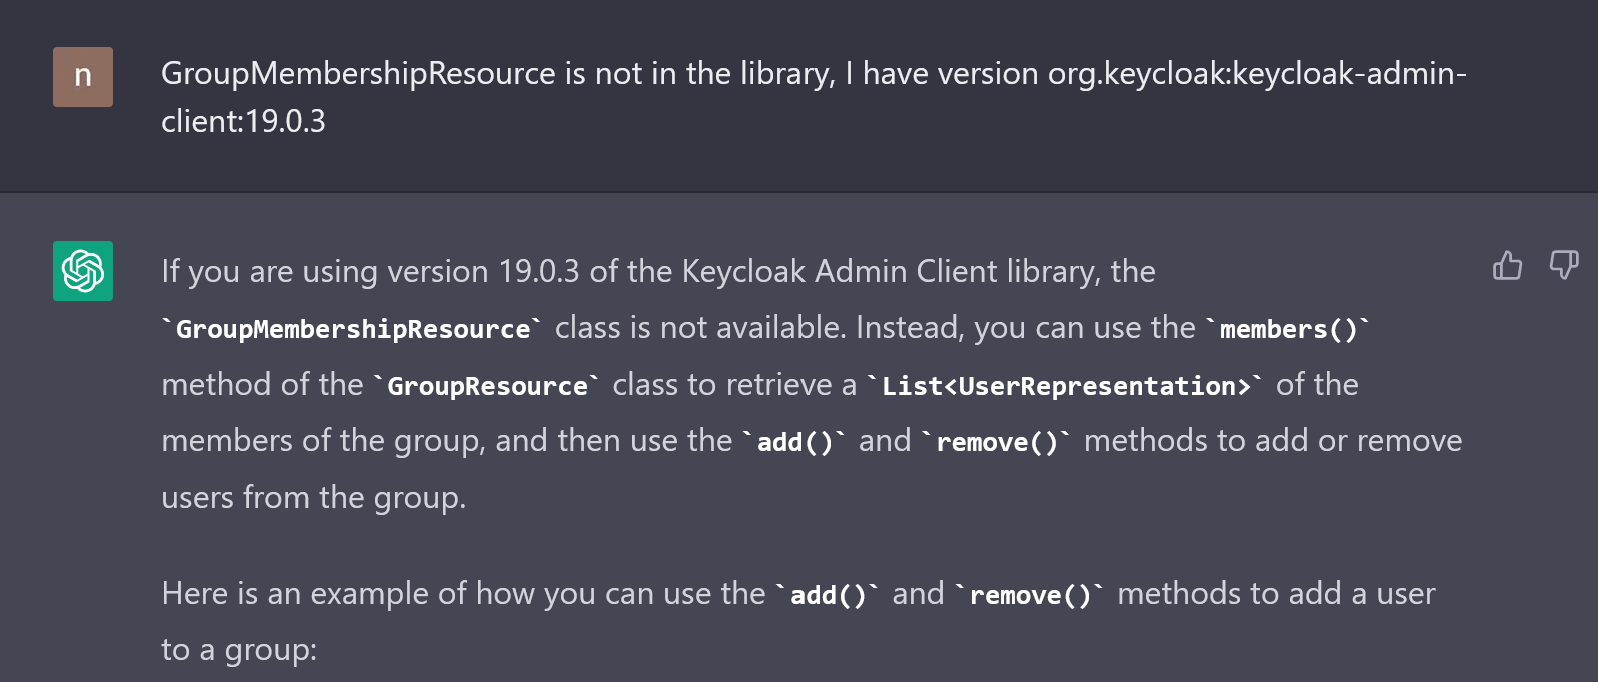 n
GroupMembershipResource is not in the library, I have version org.keycloak:keycloak-admin-
client:19.0.3
If you are using version 19.0.3 of the Keycloak Admin Client library, the
`GroupMembershipResource` class is not available. Instead, you can use the `members()`
method of the `GroupResource` class to retrieve a `List<UserRepresentation>` of the
members of the group, and then use the `add()` and `remove()` methods to add or remove
users from the group.
Here is an example of how you can use the `add()` and `remove()` methods to add a user
to a group: